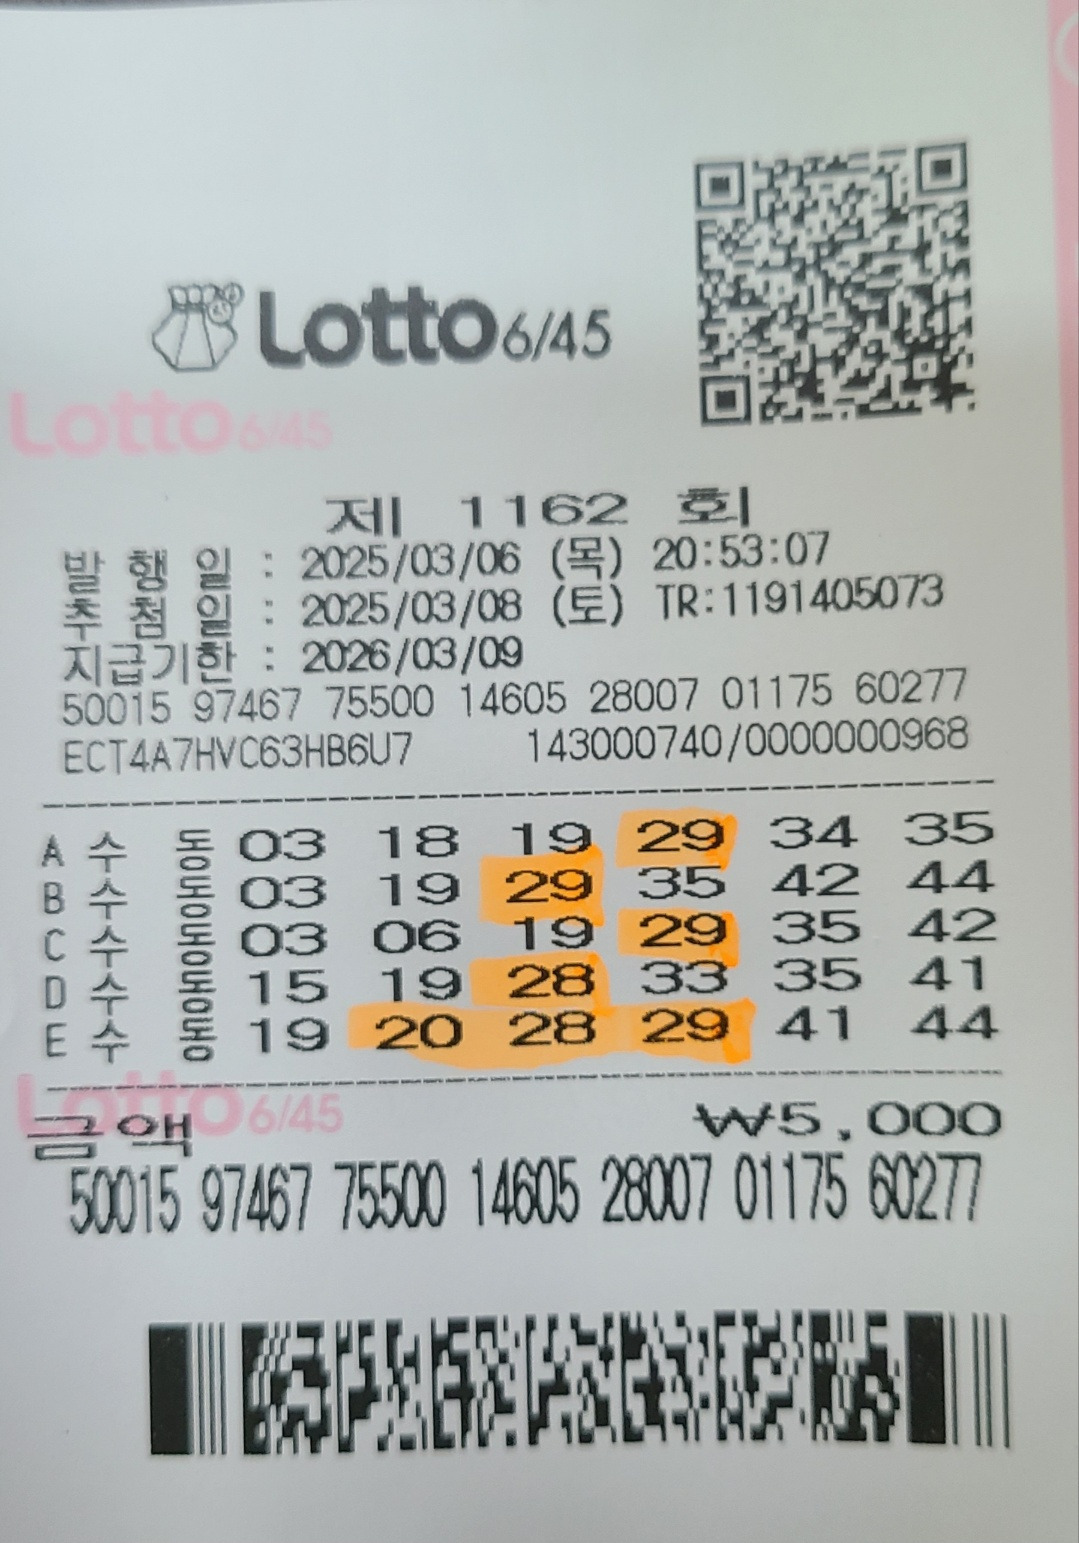 Lotto 6/45
Lotto 6/45
제 1162 회
발 행 일 : 2025/03/06 (목) 20:53:07
추 첨 일 : 2025/03/08 (토) TR:1191405073
지급기한 : 2026/03/09
50015 97467 75500 14605 28007 01175 60277
ECT4A7HVC63HB6U7 143000740/0000000968
A 수 동 03 18 19 29 34 35
B 수 동 03 19 29 35 42 44
C 수 동 03 06 19 29 35 42
D 수 동 15 19 28 33 35 41
E 수 동 19 20 28 29 41 44
Lotto 6/45
금액 ₩5,000
50015 97467 75500 14605 28007 01175 60277